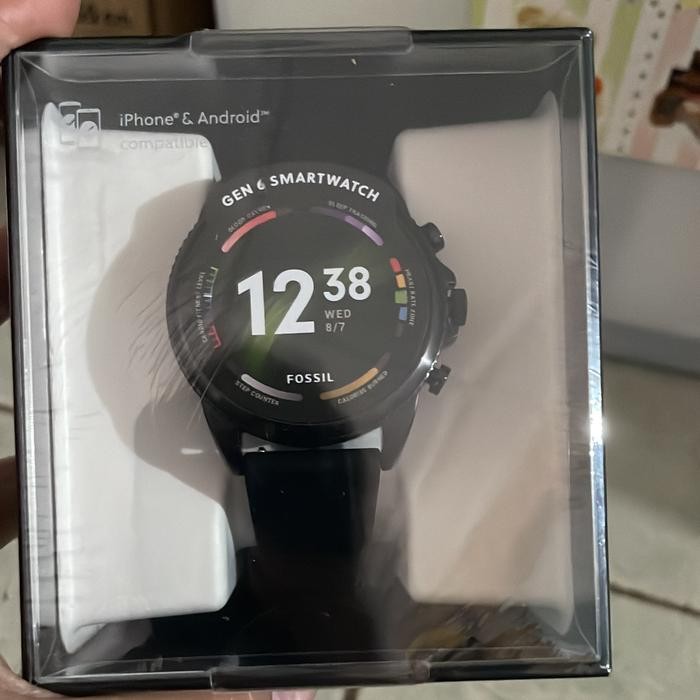 iPhone® & Android™
compatible
GEN 6 SMARTWATCH
BLOOD OXYGEN
SLEEP TRACKING
HEART RATE ZONE
12 38
WED
8/7
FOSSIL
STEP COUNTER
CALORIES BURNED